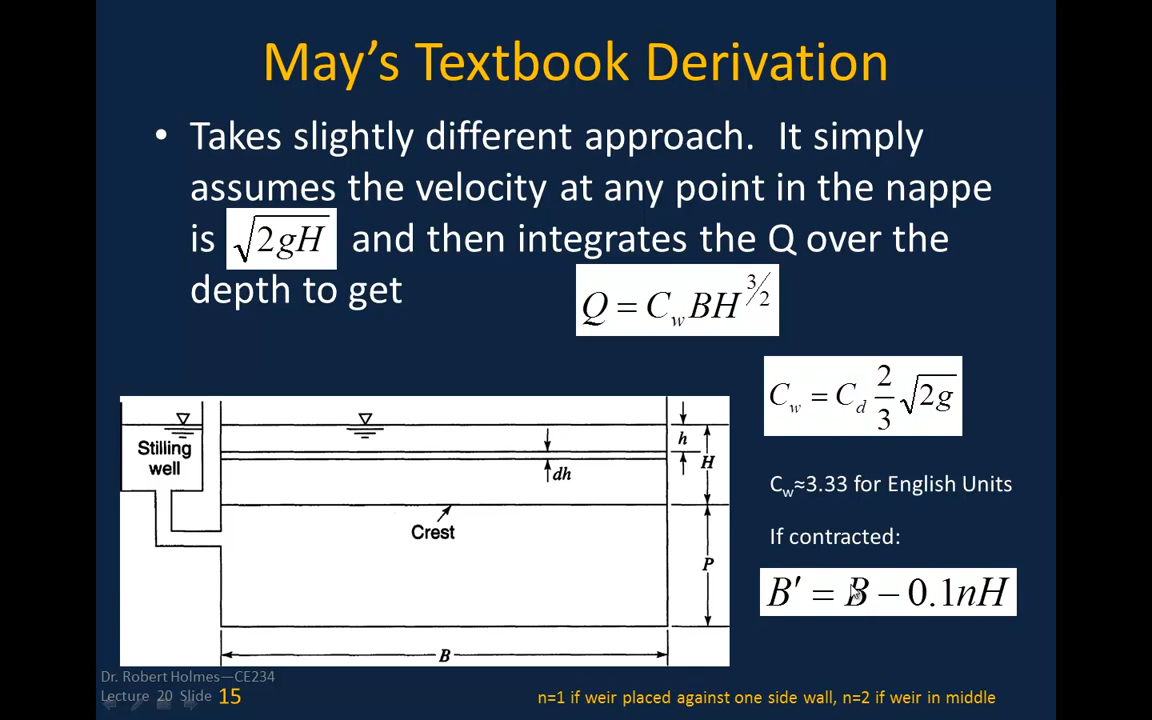 May's Textbook Derivation
• Takes slightly different approach. It simply
assumes the velocity at any point in the nappe
is √2gH and then integrates the Q over the
depth to get
Q = C_w BH^{3/2}
C_w = C_d 2/3 √2g
Stilling
well
h
H
dh
Crest
P
B
C_w≈3.33 for English Units
If contracted:
B′ = B − 0.1nH
Dr. Robert Holmes—CE234
Lecture 20 Slide 15
n=1 if weir placed against one side wall, n=2 if weir in middle